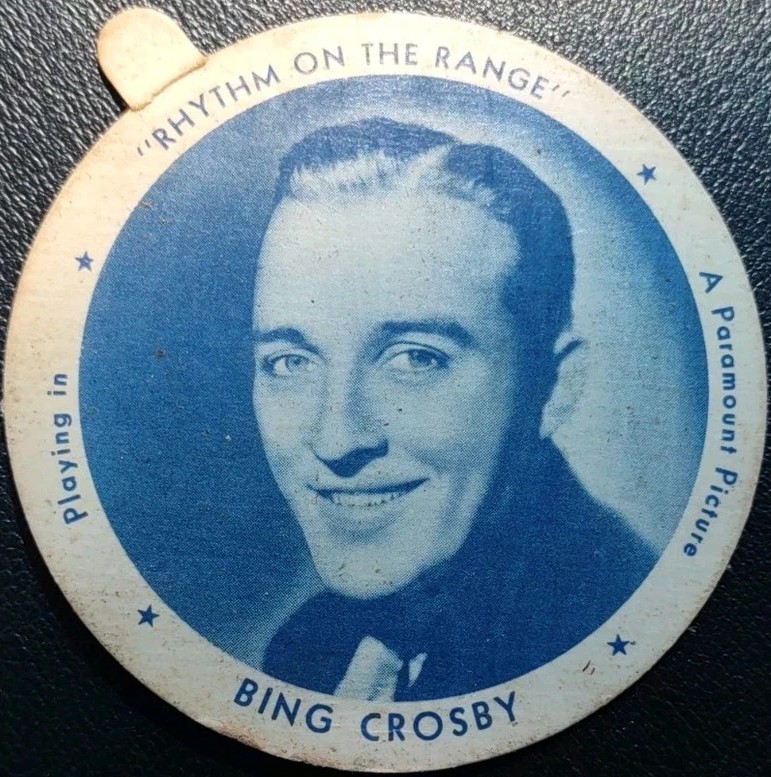 BING CROSBY
Playing in
"RHYTHM ON THE RANGE"
A Paramount Picture